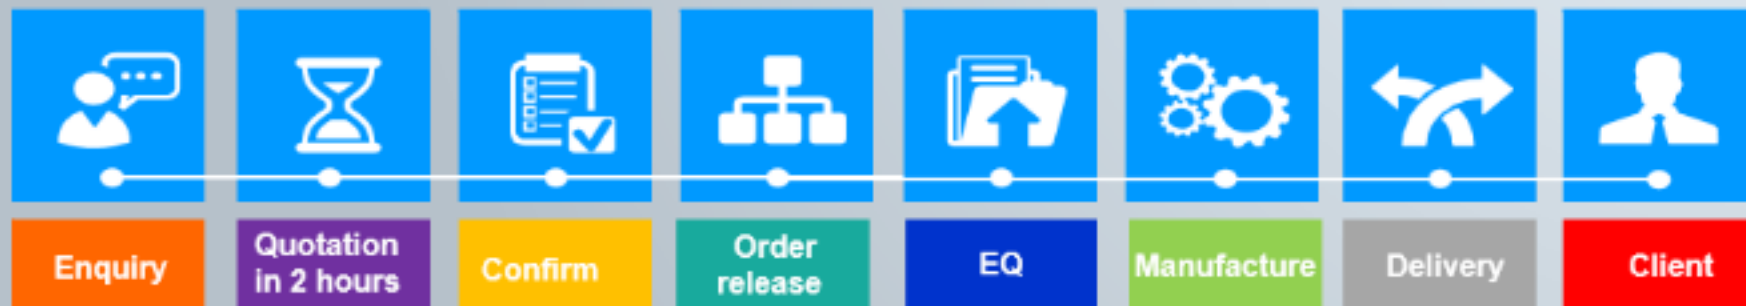 Enquiry
Quotation
in 2 hours
Confirm
Order
release
EQ
Manufacture
Delivery
Client